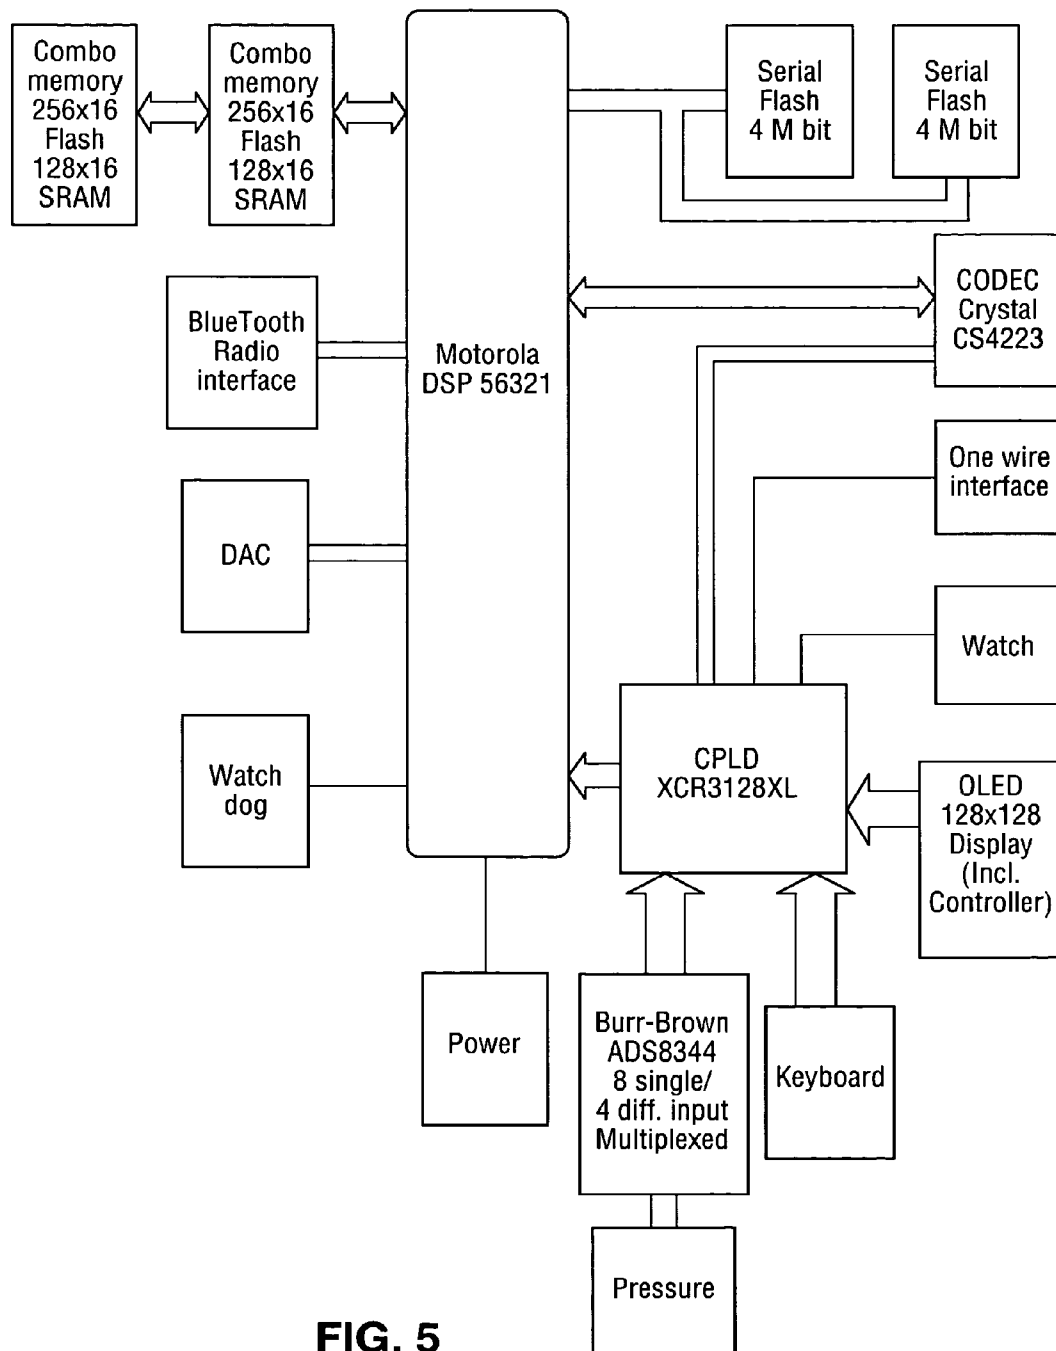 Combo
memory
256x16
Flash
128x16
SRAM
Combo
memory
256x16
Flash
128x16
SRAM
Serial
Flash
4 M bit
Serial
Flash
4 M bit
BlueTooth
Radio
interface
Motorola
DSP 56321
CODEC
Crystal
CS4223
One wire
interface
DAC
Watch
Watch
dog
CPLD
XCR3128XL
OLED
128x128
Display
(Incl.
Controller)
Power
Burr-Brown
ADS8344
8 single/
4 diff. input
Multiplexed
Keyboard
Pressure
FIG. 5